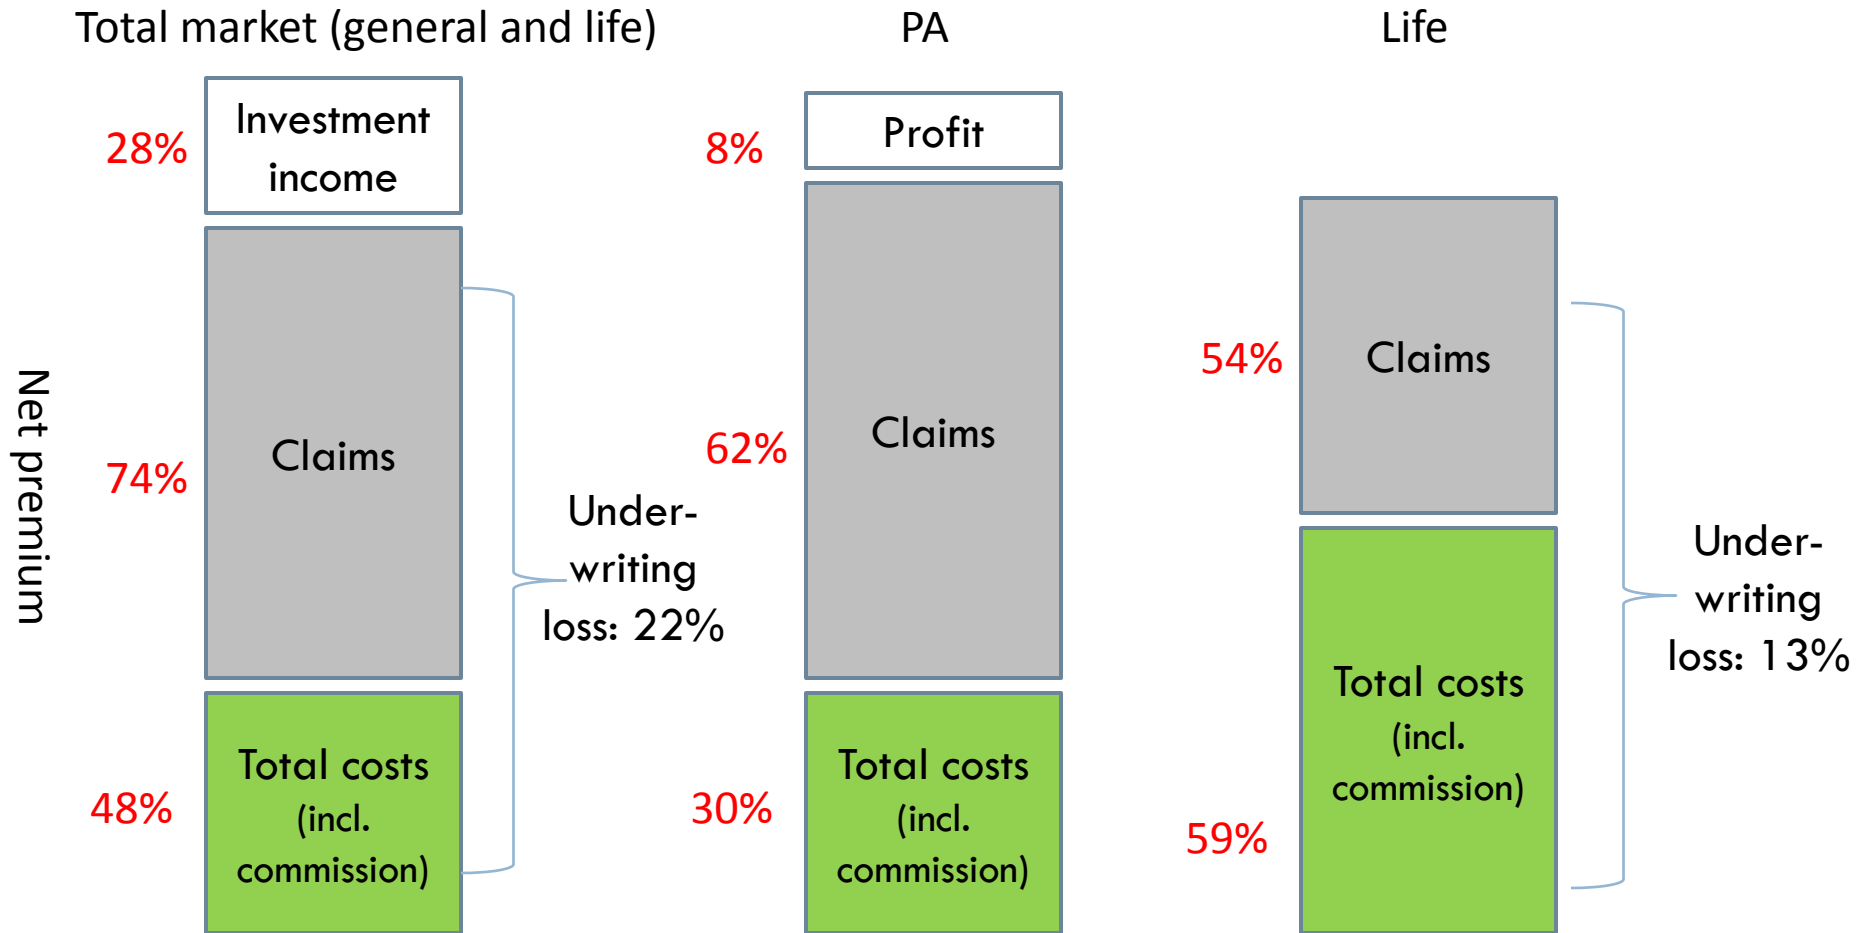 Total market (general and life)
PA
Life
Net premium
28%
Investment
income
74%
Claims
Under-
writing
loss: 22%
48%
Total costs
(incl.
commission)
8%
Profit
62%
Claims
30%
Total costs
(incl.
commission)
54%
Claims
Under-
writing
loss: 13%
59%
Total costs
(incl.
commission)